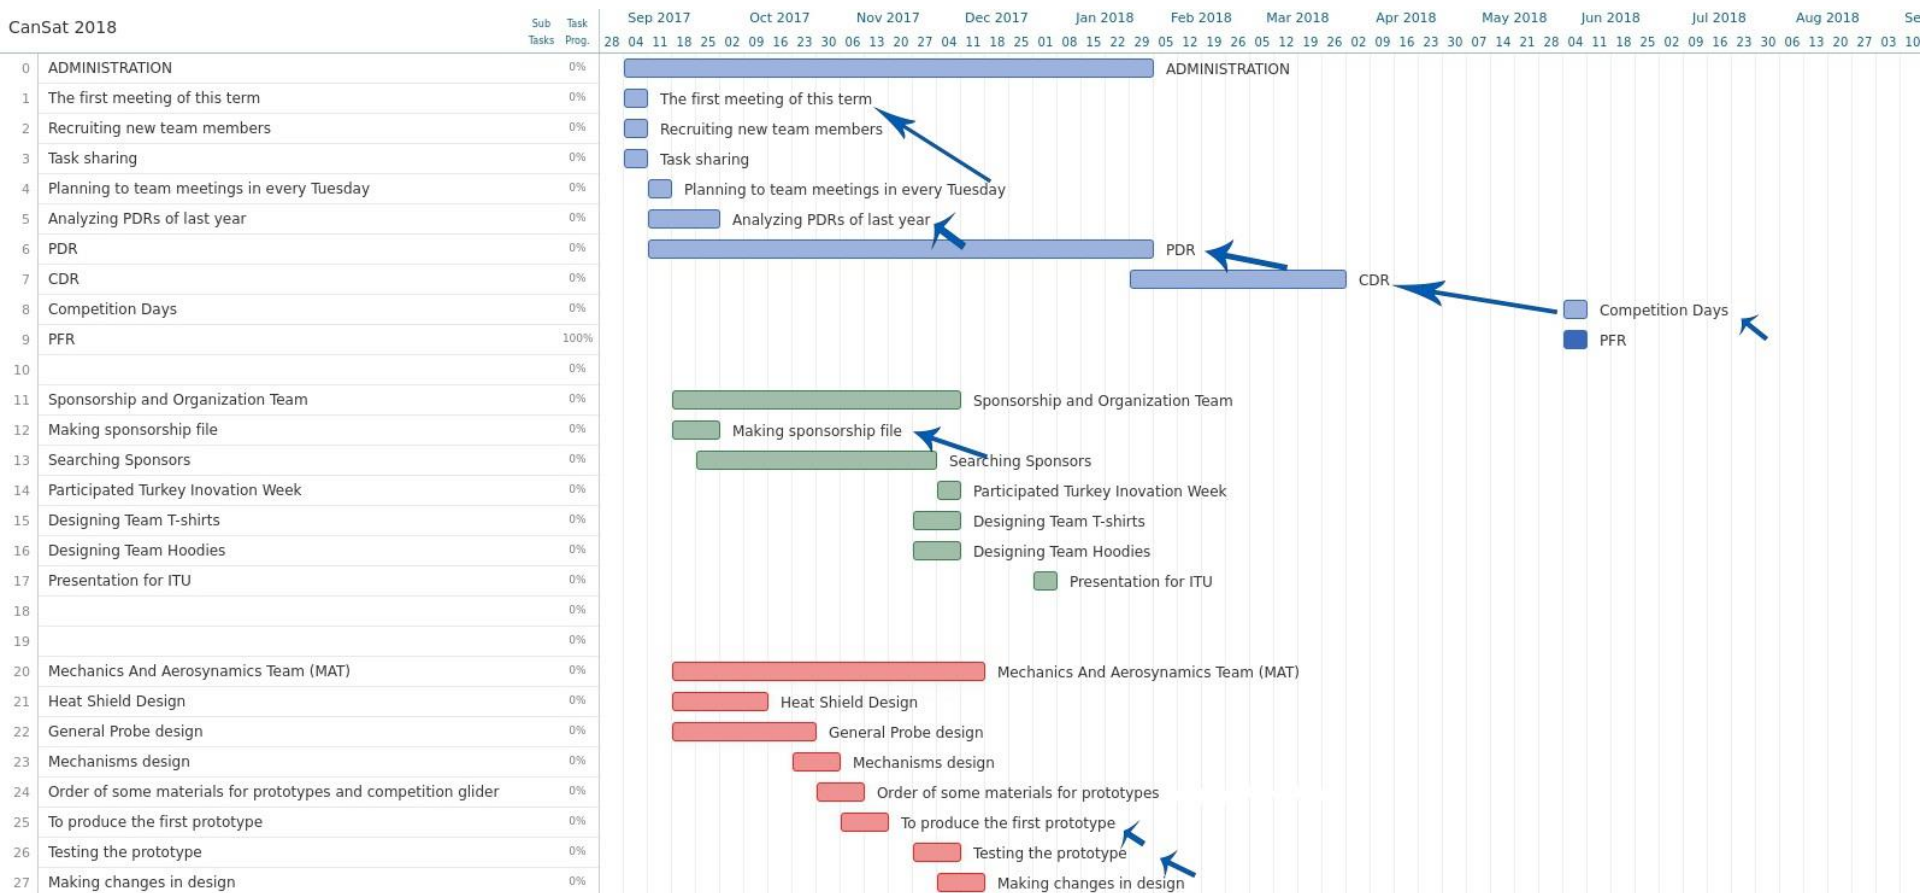 CanSat 2018
Sub Tasks Task Prog.
Sep 2017 Oct 2017 Nov 2017 Dec 2017 Jan 2018 Feb 2018 Mar 2018 Apr 2018 May 2018 Jun 2018 Jul 2018 Aug 2018 Se
28 04 11 18 25 02 09 16 23 30 06 13 20 27 04 11 18 25 01 08 15 22 29 05 12 19 26 05 12 19 26 02 09 16 23 30 07 14 21 28 04 11 18 25 02 09 16 23 30 06 13 20 27 03 10
0 ADMINISTRATION 0% ADMINISTRATION
1 The first meeting of this term 0% The first meeting of this term
2 Recruiting new team members 0% Recruiting new team members
3 Task sharing 0% Task sharing
4 Planning to team meetings in every Tuesday 0% Planning to team meetings in every Tuesday
5 Analyzing PDRs of last year 0% Analyzing PDRs of last year
6 PDR 0% PDR
7 CDR 0% CDR
8 Competition Days 0% Competition Days
9 PFR 100% PFR
10 0%
11 Sponsorship and Organization Team 0% Sponsorship and Organization Team
12 Making sponsorship file 0% Making sponsorship file
13 Searching Sponsors 0% Searching Sponsors
14 Participated Turkey Inovation Week 0% Participated Turkey Inovation Week
15 Designing Team T-shirts 0% Designing Team T-shirts
16 Designing Team Hoodies 0% Designing Team Hoodies
17 Presentation for ITU 0% Presentation for ITU
18 0%
19 0%
20 Mechanics And Aerosynamics Team (MAT) 0% Mechanics And Aerosynamics Team (MAT)
21 Heat Shield Design 0% Heat Shield Design
22 General Probe design 0% General Probe design
23 Mechanisms design 0% Mechanisms design
24 Order of some materials for prototypes and competition glider 0% Order of some materials for prototypes
25 To produce the first prototype 0% To produce the first prototype
26 Testing the prototype 0% Testing the prototype
27 Making changes in design 0% Making changes in design